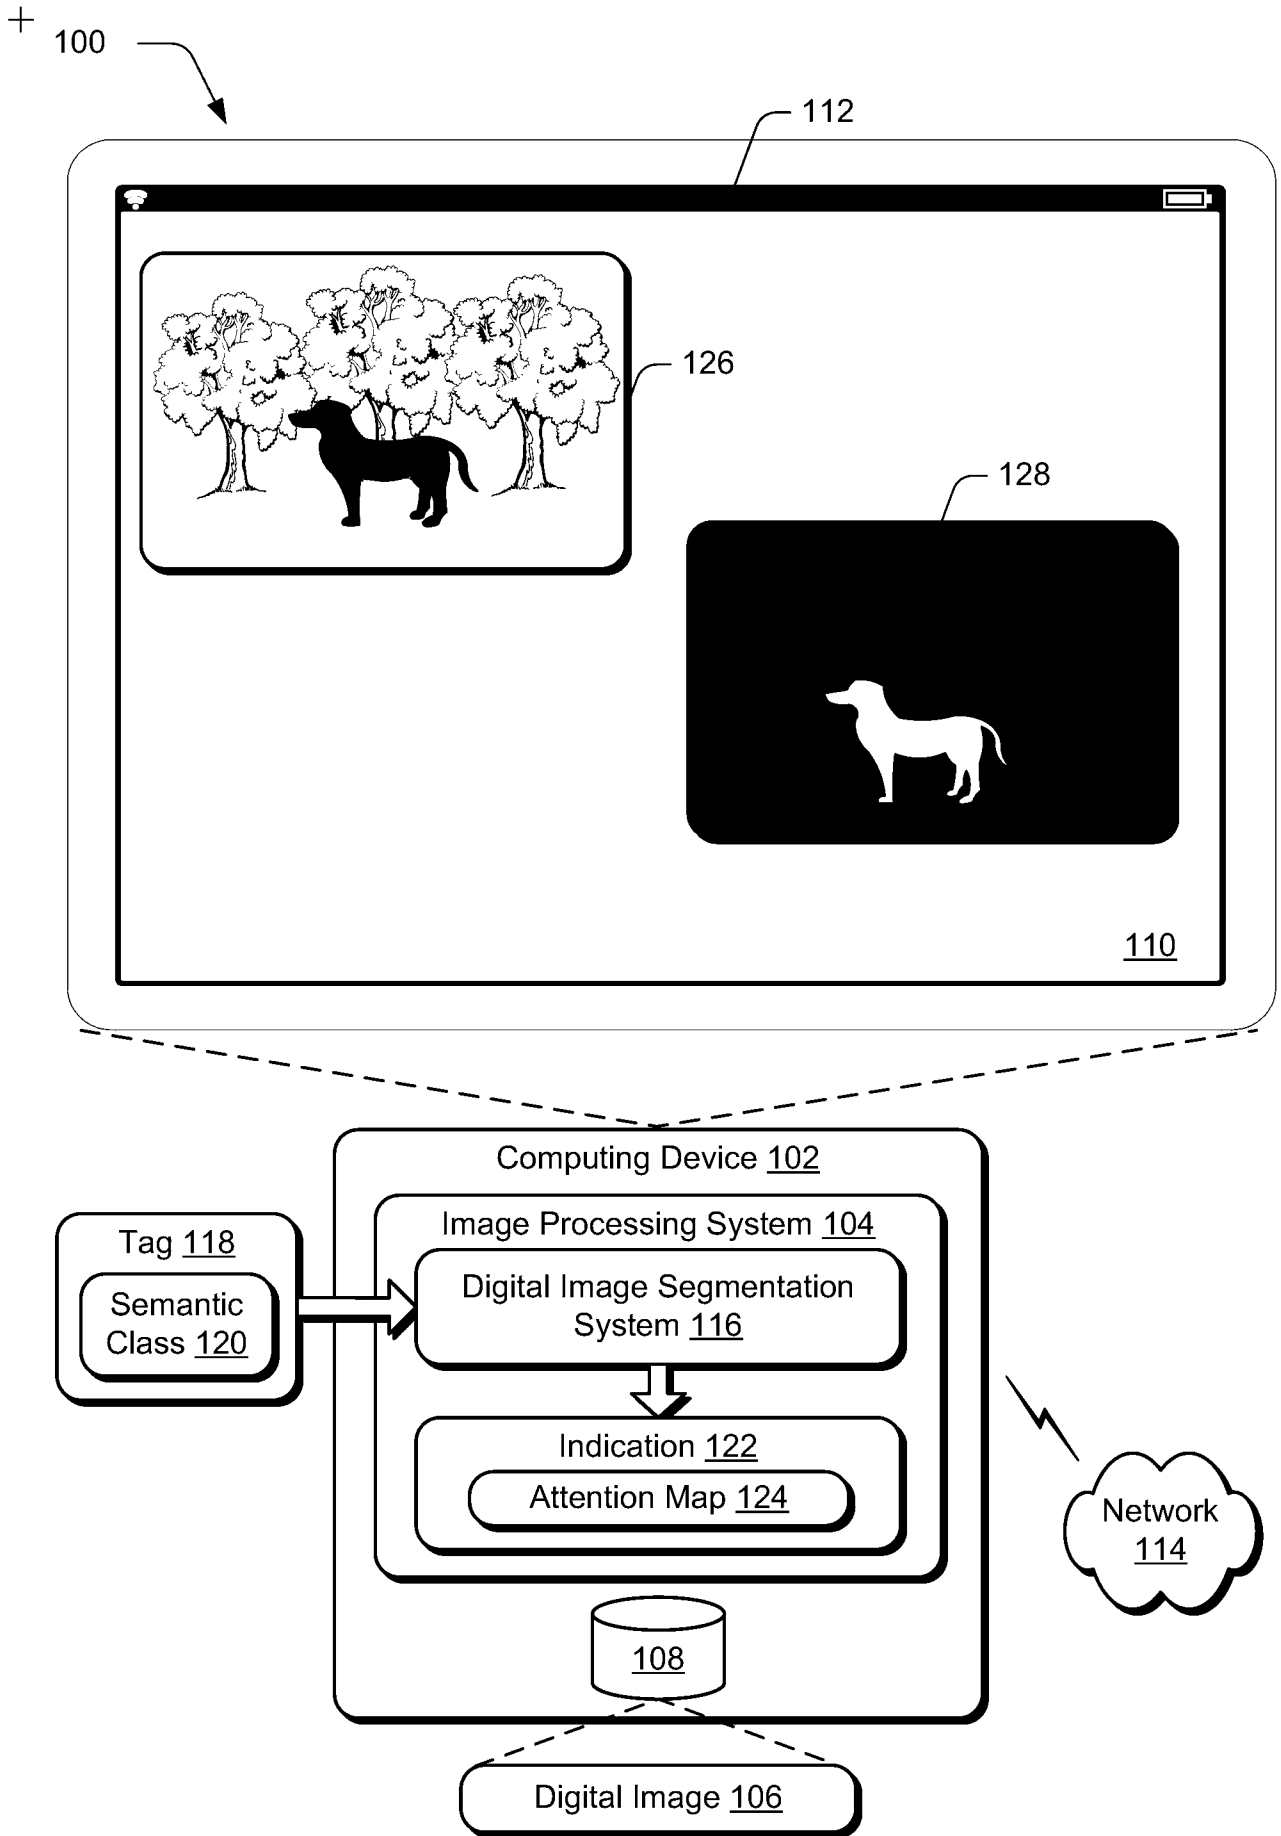 100
112
126
128
110
Computing Device 102
Image Processing System 104
Tag 118
Semantic
Class 120
Digital Image Segmentation
System 116
Indication 122
Attention Map 124
Network
114
108
Digital Image 106